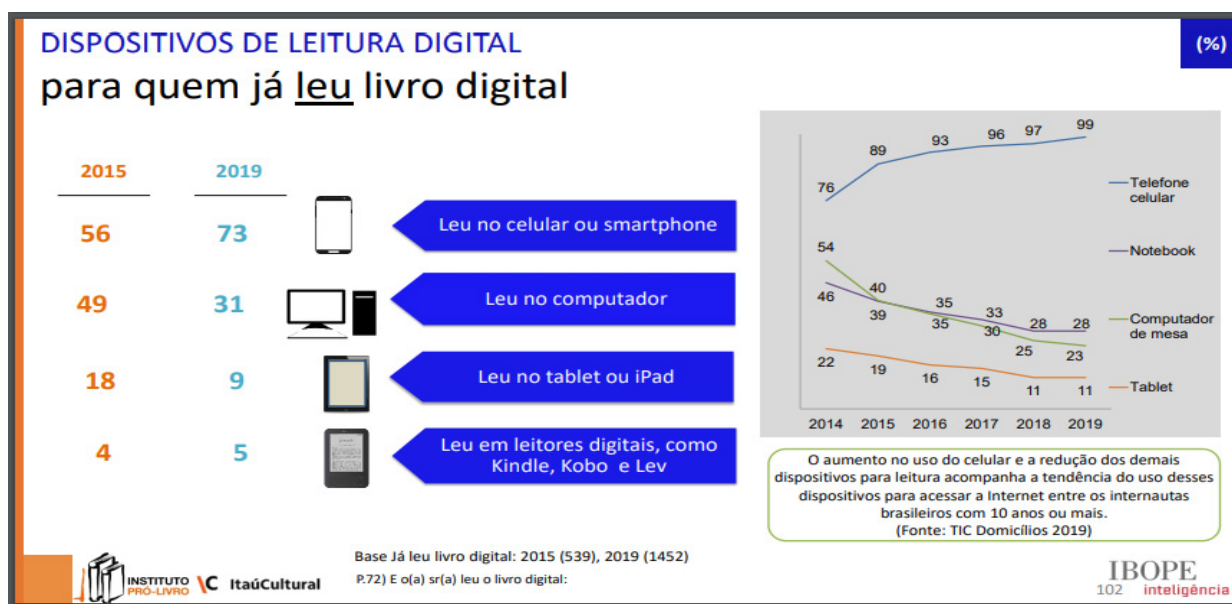 DISPOSITIVOS DE LEITURA DIGITAL
(%)
para quem já leu livro digital
2015 2019
56 73 Leu no celular ou smartphone
49 31 Leu no computador
18 9 Leu no tablet ou iPad
4 5 Leu em leitores digitais, como
Kindle, Kobo e Lev
76 89 93 96 97 99
Telefone
celular
46 39 35 33 28 28
Notebook
54 40 35 30 25 23
Computador
de mesa
22 19 16 15 11 11
Tablet
2014 2015 2016 2017 2018 2019
O aumento no uso do celular e a redução dos demais
dispositivos para leitura acompanha a tendência do uso desses
dispositivos para acessar a Internet entre os internautas
brasileiros com 10 anos ou mais.
(Fonte: TIC Domicílios 2019)
Base Já leu livro digital: 2015 (539), 2019 (1452)
P.72) E o(a) sr(a) leu o livro digital:
INSTITUTO
PRÓ-LIVRO
ItaúCultural
IBOPE
102 inteligência